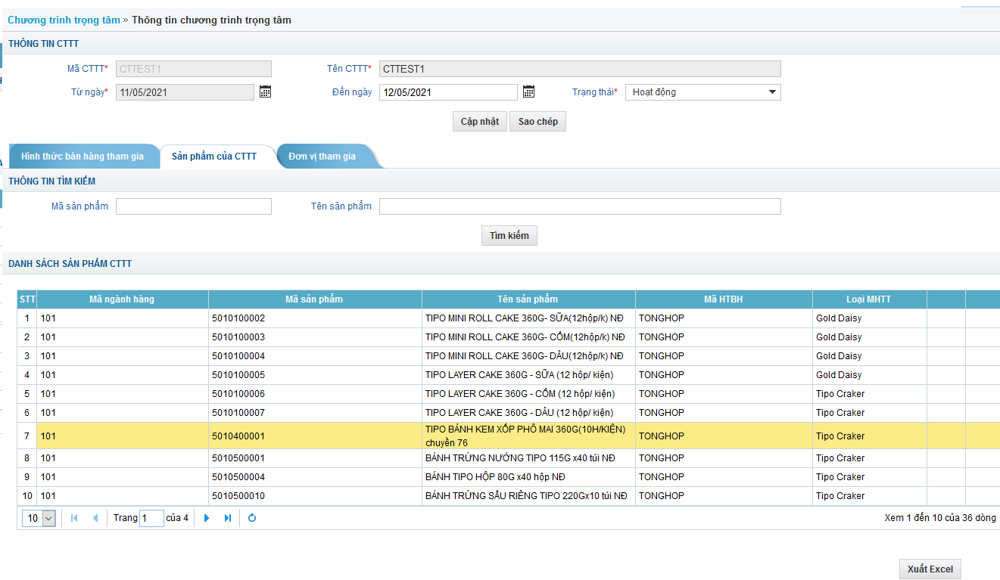 Chương trình trọng tâm » Thông tin chương trình trọng tâm
THÔNG TIN CTTT
Mã CTTT* CTTEST1 Tên CTTT* CTTEST1
Từ ngày* 11/05/2021 Đến ngày 12/05/2021 Trạng thái* Hoạt động
Cập nhật Sao chép
Hình thức bán hàng tham gia Sản phẩm của CTTT Đơn vị tham gia
THÔNG TIN TÌM KIẾM
Mã sản phẩm Tên sản phẩm
Tìm kiếm
DANH SÁCH SẢN PHẨM CTTT
STT Mã ngành hàng Mã sản phẩm Tên sản phẩm Mã HTBH Loại MHTT
1 101 5010100002 TIPO MINI ROLL CAKE 360G- SỮA(12hộp/k) NĐ TONGHOP Gold Daisy
2 101 5010100003 TIPO MINI ROLL CAKE 360G- CỐM(12hộp/k) NĐ TONGHOP Gold Daisy
3 101 5010100004 TIPO MINI ROLL CAKE 360G- DÂU(12hộp/k) NĐ TONGHOP Gold Daisy
4 101 5010100005 TIPO LAYER CAKE 360G - SỮA (12 hộp/ kiện) TONGHOP Gold Daisy
5 101 5010100006 TIPO LAYER CAKE 360G - CỐM (12 hộp/ kiện) TONGHOP Tipo Craker
6 101 5010100007 TIPO LAYER CAKE 360G - DÂU (12 hộp/ kiện) TONGHOP Tipo Craker
7 101 5010400001 TIPO BÁNH KEM XỐP PHÔ MAI 360G(10H/KIỆN) TONGHOP Tipo Craker
chuyền 76
8 101 5010500001 BÁNH TRỨNG NƯỚNG TIPO 115G x40 túi NĐ TONGHOP Tipo Craker
9 101 5010500004 BÁNH TIPO HỘP 80G x40 hộp NĐ TONGHOP Tipo Craker
10 101 5010500010 BÁNH TRỨNG SẦU RIÊNG TIPO 220Gx10 túi NĐ TONGHOP Tipo Craker
10 Trang 1 của 4 Xem 1 đến 10 của 36 dòng
Xuất Excel